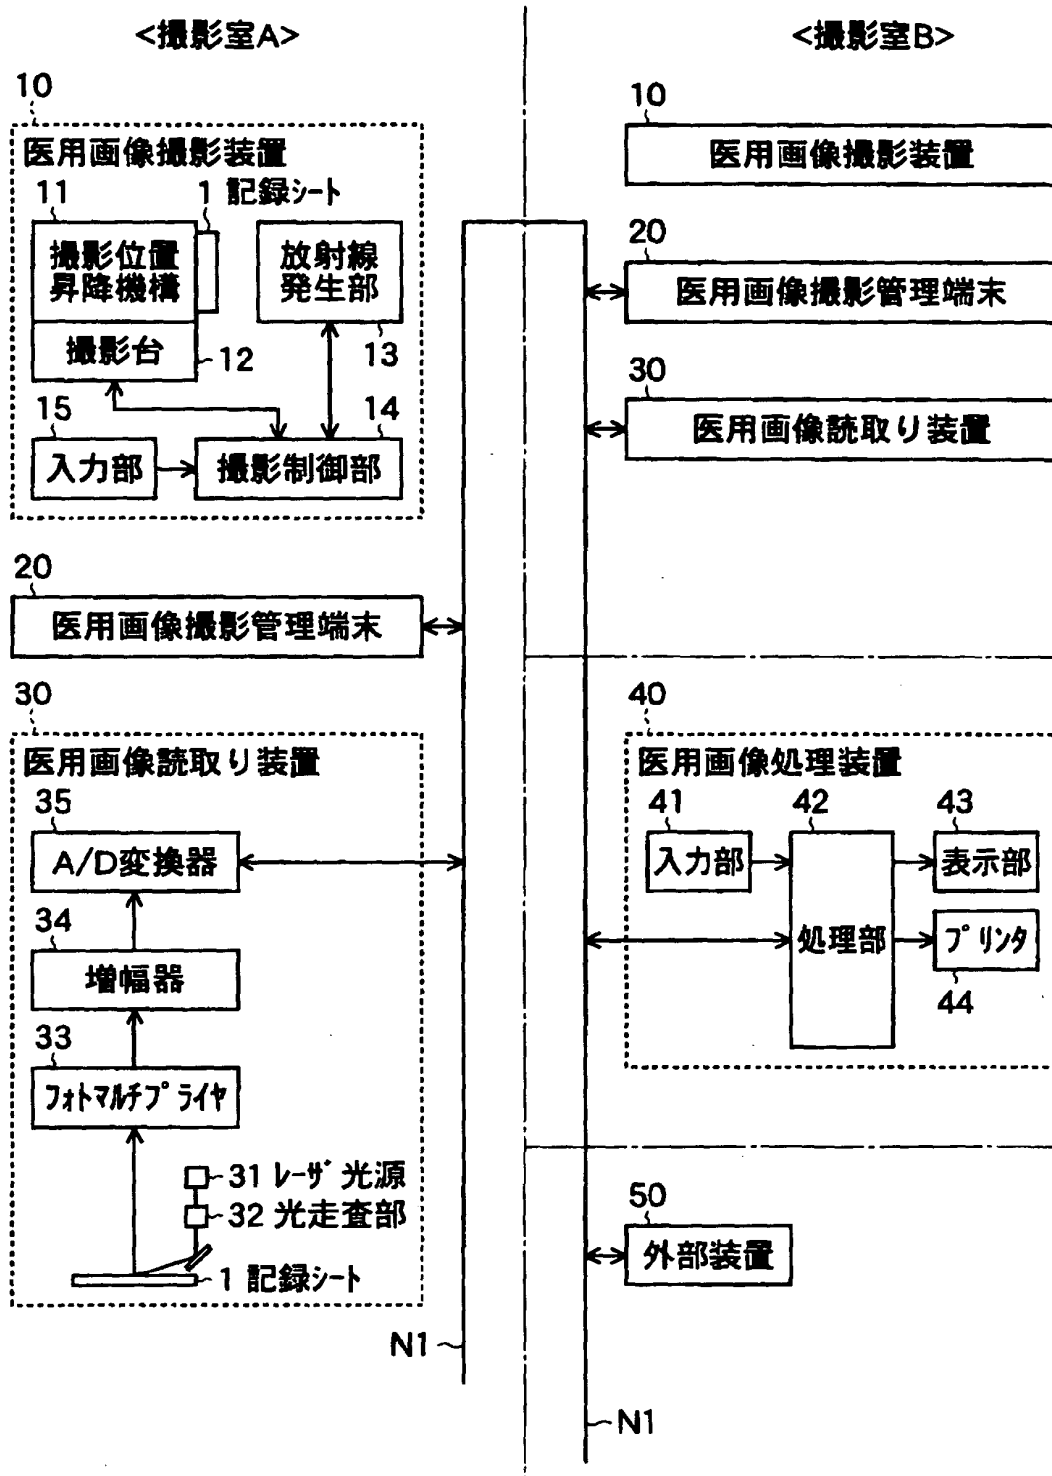 <撮影室A>
10
医用画像撮影装置
11
1 記録シート
撮影位置
昇降機構
放射線
発生部
撮影台
12
13
15
14
入力部
撮影制御部
20
医用画像撮影管理端末
30
医用画像読取り装置
35
A/D変換器
34
増幅器
33
フォトマルチプライヤ
31 レーザ光源
32 光走査部
1 記録シート
N1
<撮影室B>
10
医用画像撮影装置
20
医用画像撮影管理端末
30
医用画像読取り装置
40
医用画像処理装置
41
42
43
入力部
処理部
表示部
プリンタ
44
50
外部装置
N1